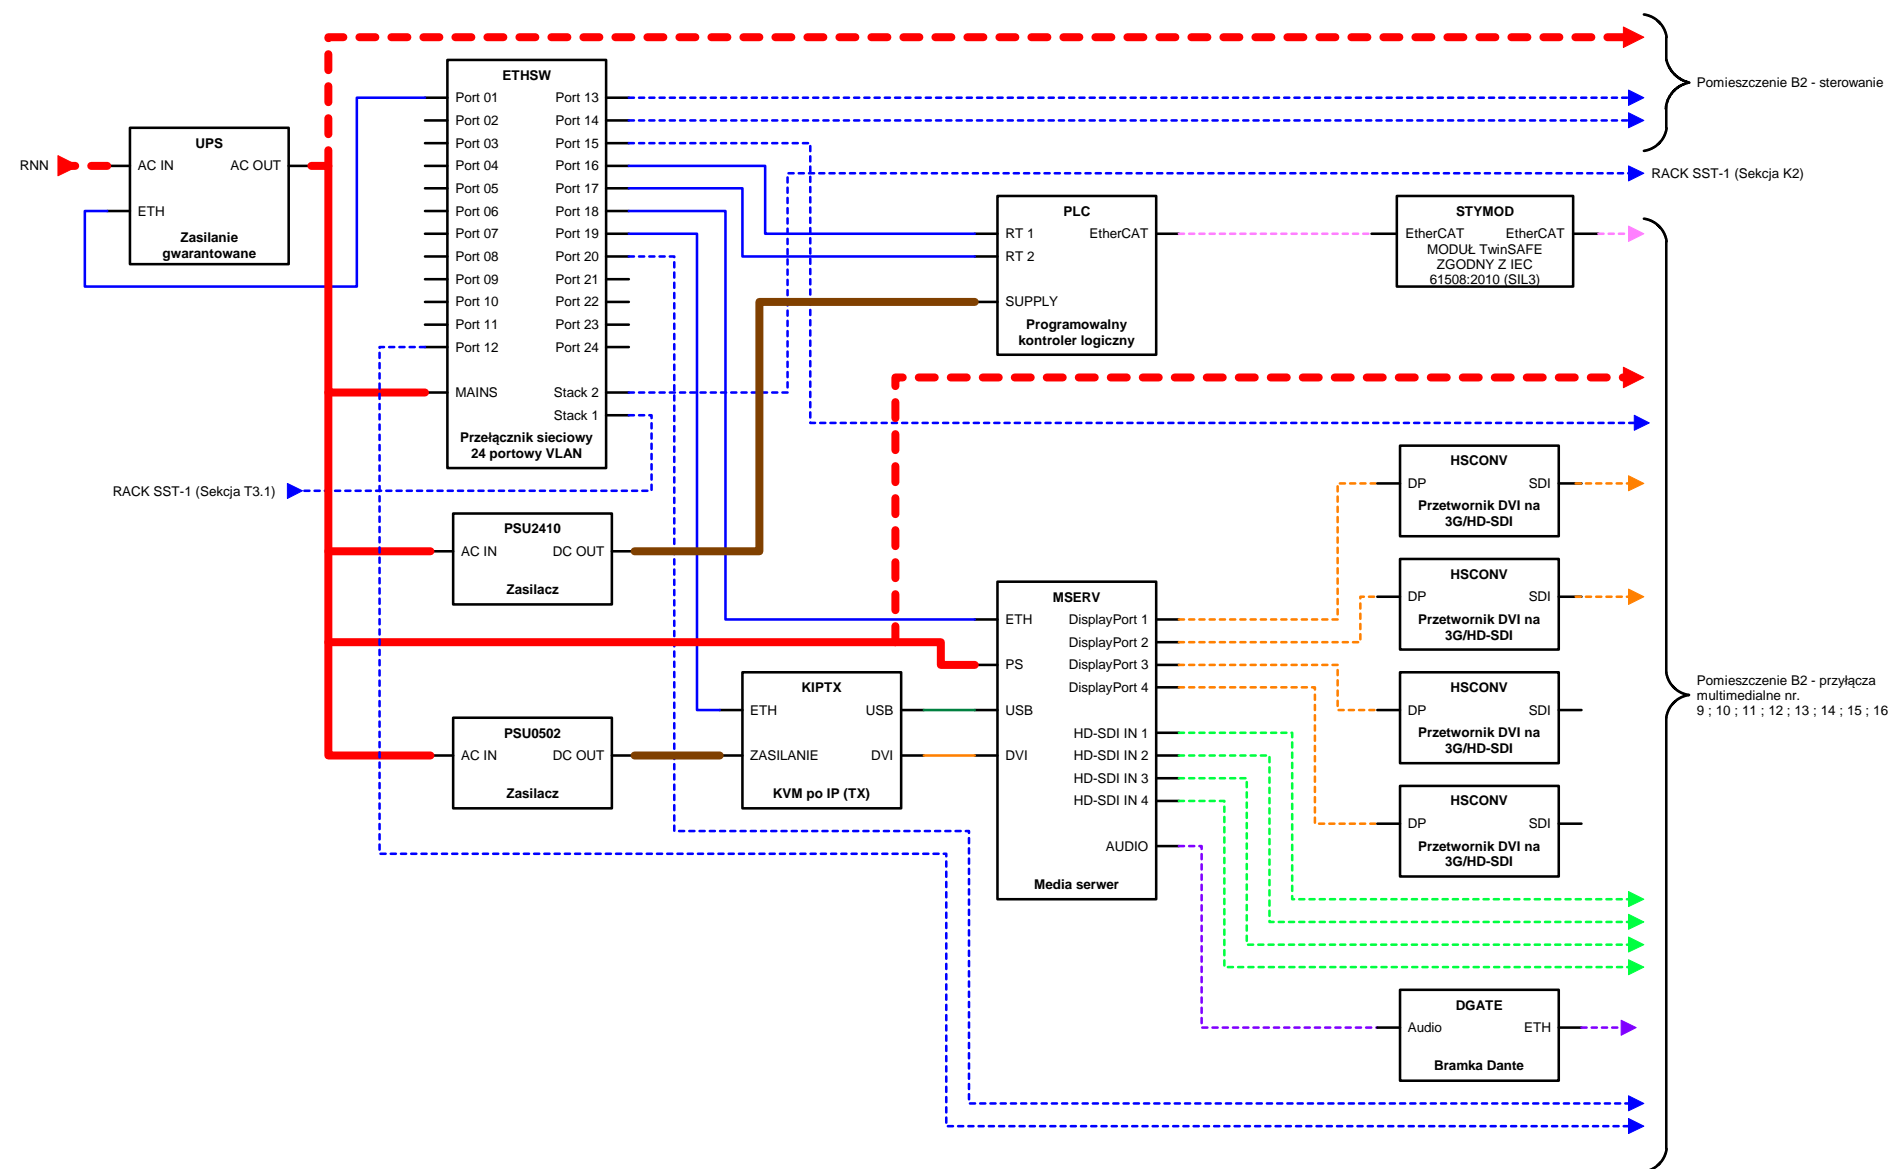 RNN
UPS
AC IN
AC OUT
ETH
Zasilanie
gwarantowane
ETHSW
Port 01
Port 13
Port 02
Port 14
Port 03
Port 15
Port 04
Port 16
Port 05
Port 17
Port 06
Port 18
Port 07
Port 19
Port 08
Port 20
Port 09
Port 21
Port 10
Port 22
Port 11
Port 23
Port 12
Port 24
MAINS
Stack 2
Stack 1
Przełącznik sieciowy
24 portowy VLAN
RACK SST-1 (Sekcja T3.1)
PSU2410
AC IN
DC OUT
Zasilacz
PSU0502
AC IN
DC OUT
Zasilacz
KIPTX
ETH
USB
ZASILANIE
DVI
KVM po IP (TX)
PLC
RT 1
EtherCAT
RT 2
SUPPLY
Programowalny
kontroler logiczny
STYMOD
EtherCAT
EtherCAT
MODUŁ TwinSAFE
ZGODNY Z IEC
61508:2010 (SIL3)
MSERV
ETH
DisplayPort 1
DisplayPort 2
PS
DisplayPort 3
DisplayPort 4
USB
HD-SDI IN 1
DVI
HD-SDI IN 2
HD-SDI IN 3
HD-SDI IN 4
AUDIO
Media serwer
HSCONV
DP
SDI
Przetwornik DVI na
3G/HD-SDI
HSCONV
DP
SDI
Przetwornik DVI na
3G/HD-SDI
HSCONV
DP
SDI
Przetwornik DVI na
3G/HD-SDI
HSCONV
DP
SDI
Przetwornik DVI na
3G/HD-SDI
DGATE
Audio
ETH
Bramka Dante
Pomieszczenie B2 - sterowanie
RACK SST-1 (Sekcja K2)
Pomieszczenie B2 - przyłącza
multimedialne nr.
9 ; 10 ; 11 ; 12 ; 13 ; 14 ; 15 ; 16